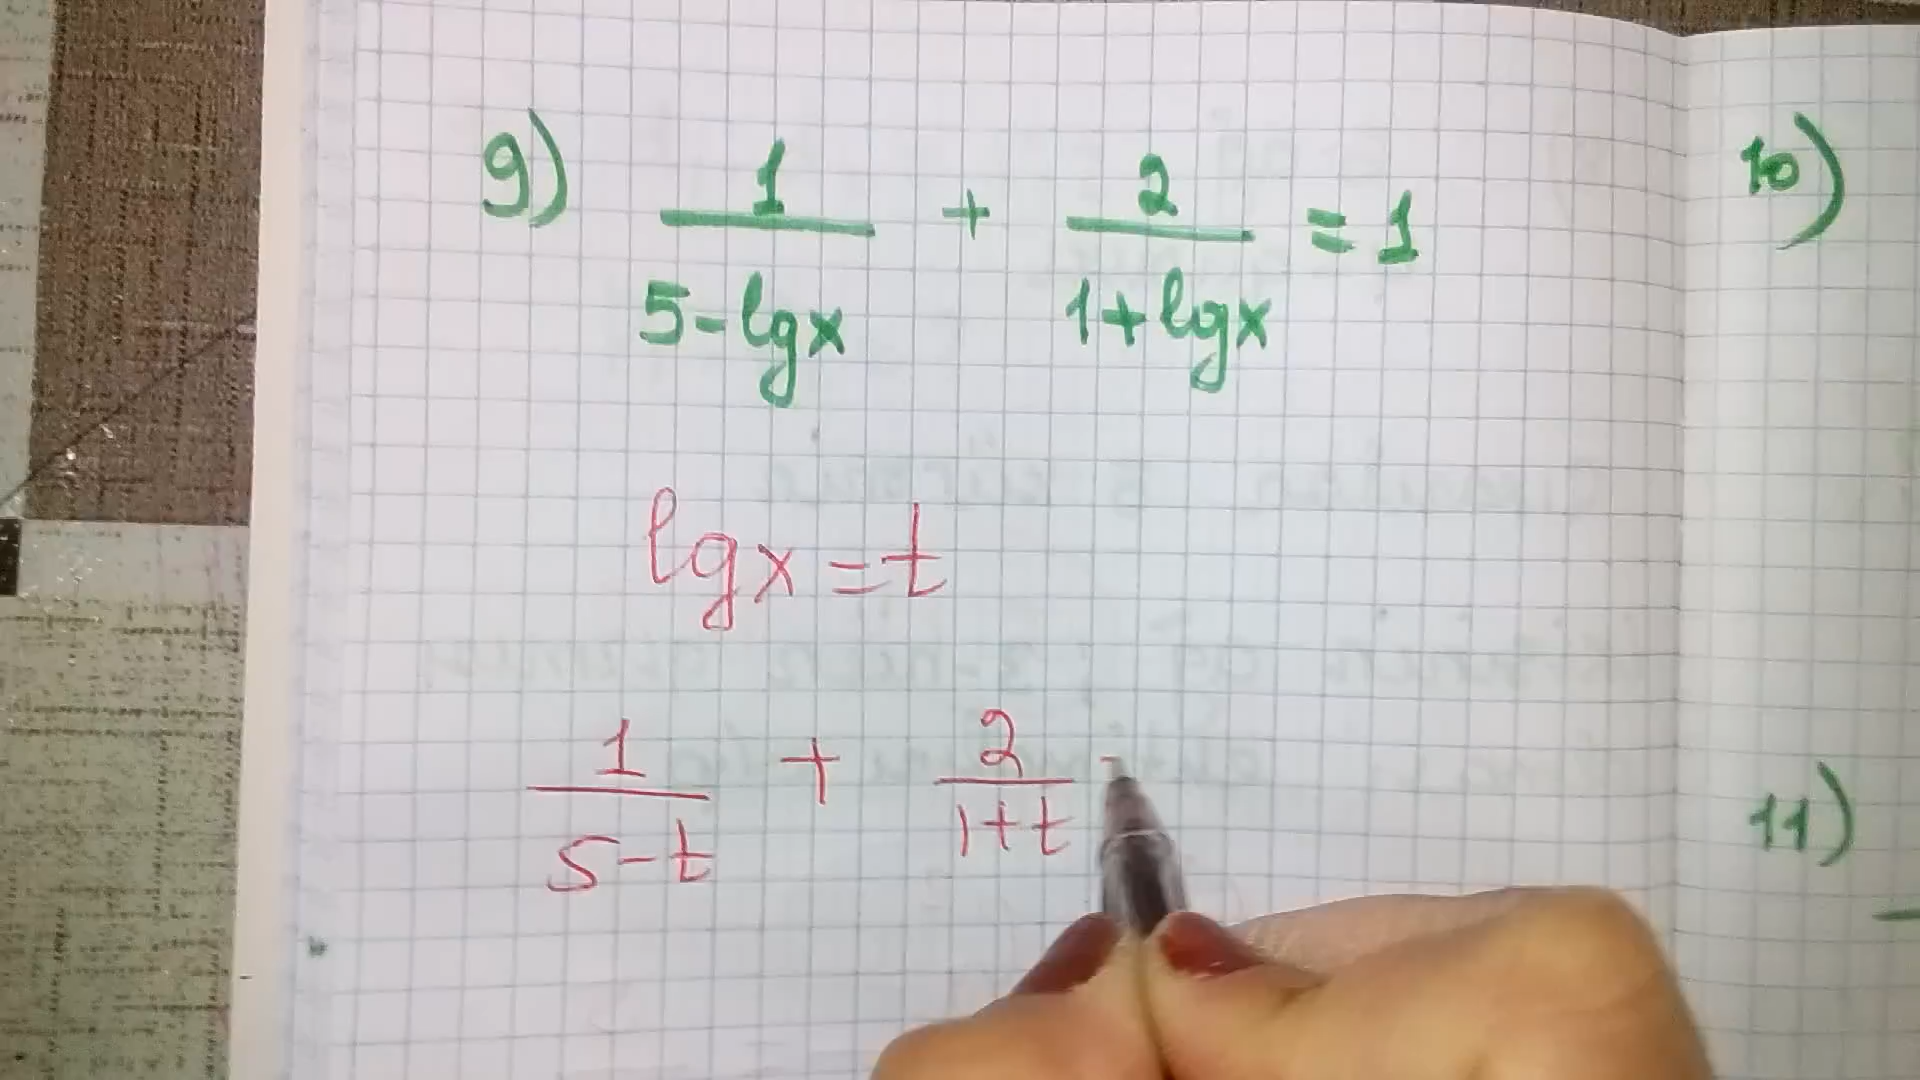 9) 1/(5-lgx) + 2/(1+lgx) = 1
lgx = t
1/(5-t) + 2/(1+t) -
10)
11)